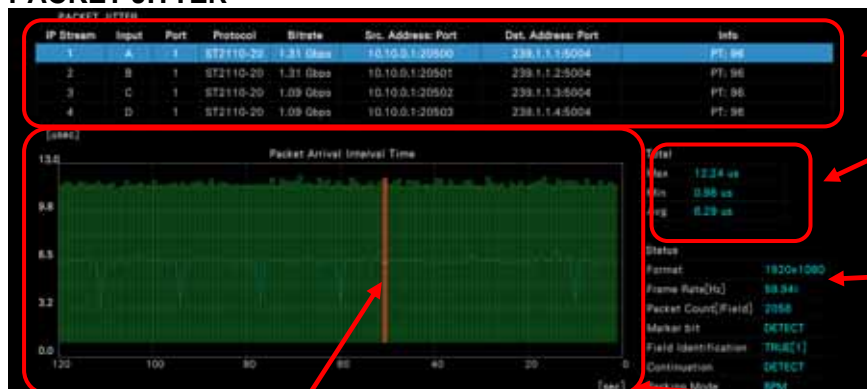 PACKET JITTER
IP Stream Input Port Protocol Bitrate Src. Address: Port Dst. Address: Port Info
1 A 1 ST2110-20 1.31 Gbps 10.10.0.1:20500 239.1.1.1:5004 PT: 96
2 B 1 ST2110-20 1.31 Gbps 10.10.0.1:20501 239.1.1.2:5004 PT: 96
3 C 1 ST2110-20 1.09 Gbps 10.10.0.1:20502 239.1.1.3:5004 PT: 96
4 D 1 ST2110-20 1.09 Gbps 10.10.0.1:20503 239.1.1.4:5004 PT: 96
[usec]
Packet Arrival Interval Time
13.0
9.8
6.5
3.2
0.0
120 100 80 60 40 20 0
[sec]
Total
Max 12.24 us
Min 0.98 us
Avg 6.29 us
Status
Format 1920x1080
Frame Rate[Hz] 59.94I
Packet Count[/Field] 2058
Marker bit DETECT
Field Identification TRUE[1]
Continuation DETECT
Packing Mode BPM